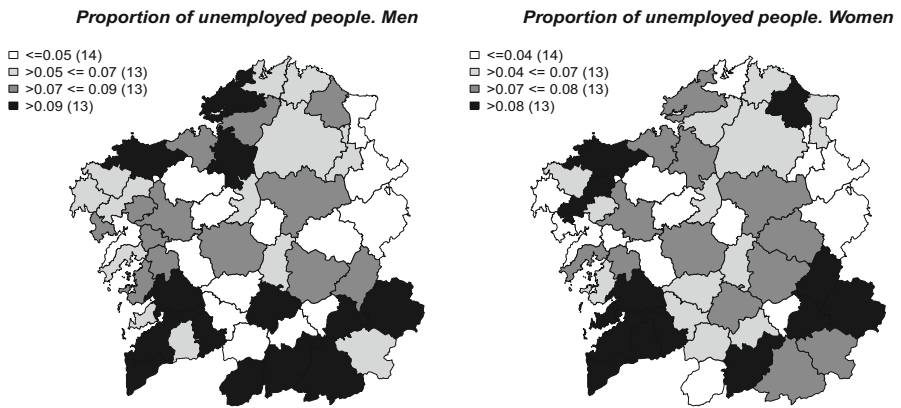 Proportion of unemployed people. Men
<=0.05 (14)
>0.05 <= 0.07 (13)
>0.07 <= 0.09 (13)
>0.09 (13)
Proportion of unemployed people. Women
<=0.04 (14)
>0.04 <= 0.07 (13)
>0.07 <= 0.08 (13)
>0.08 (13)